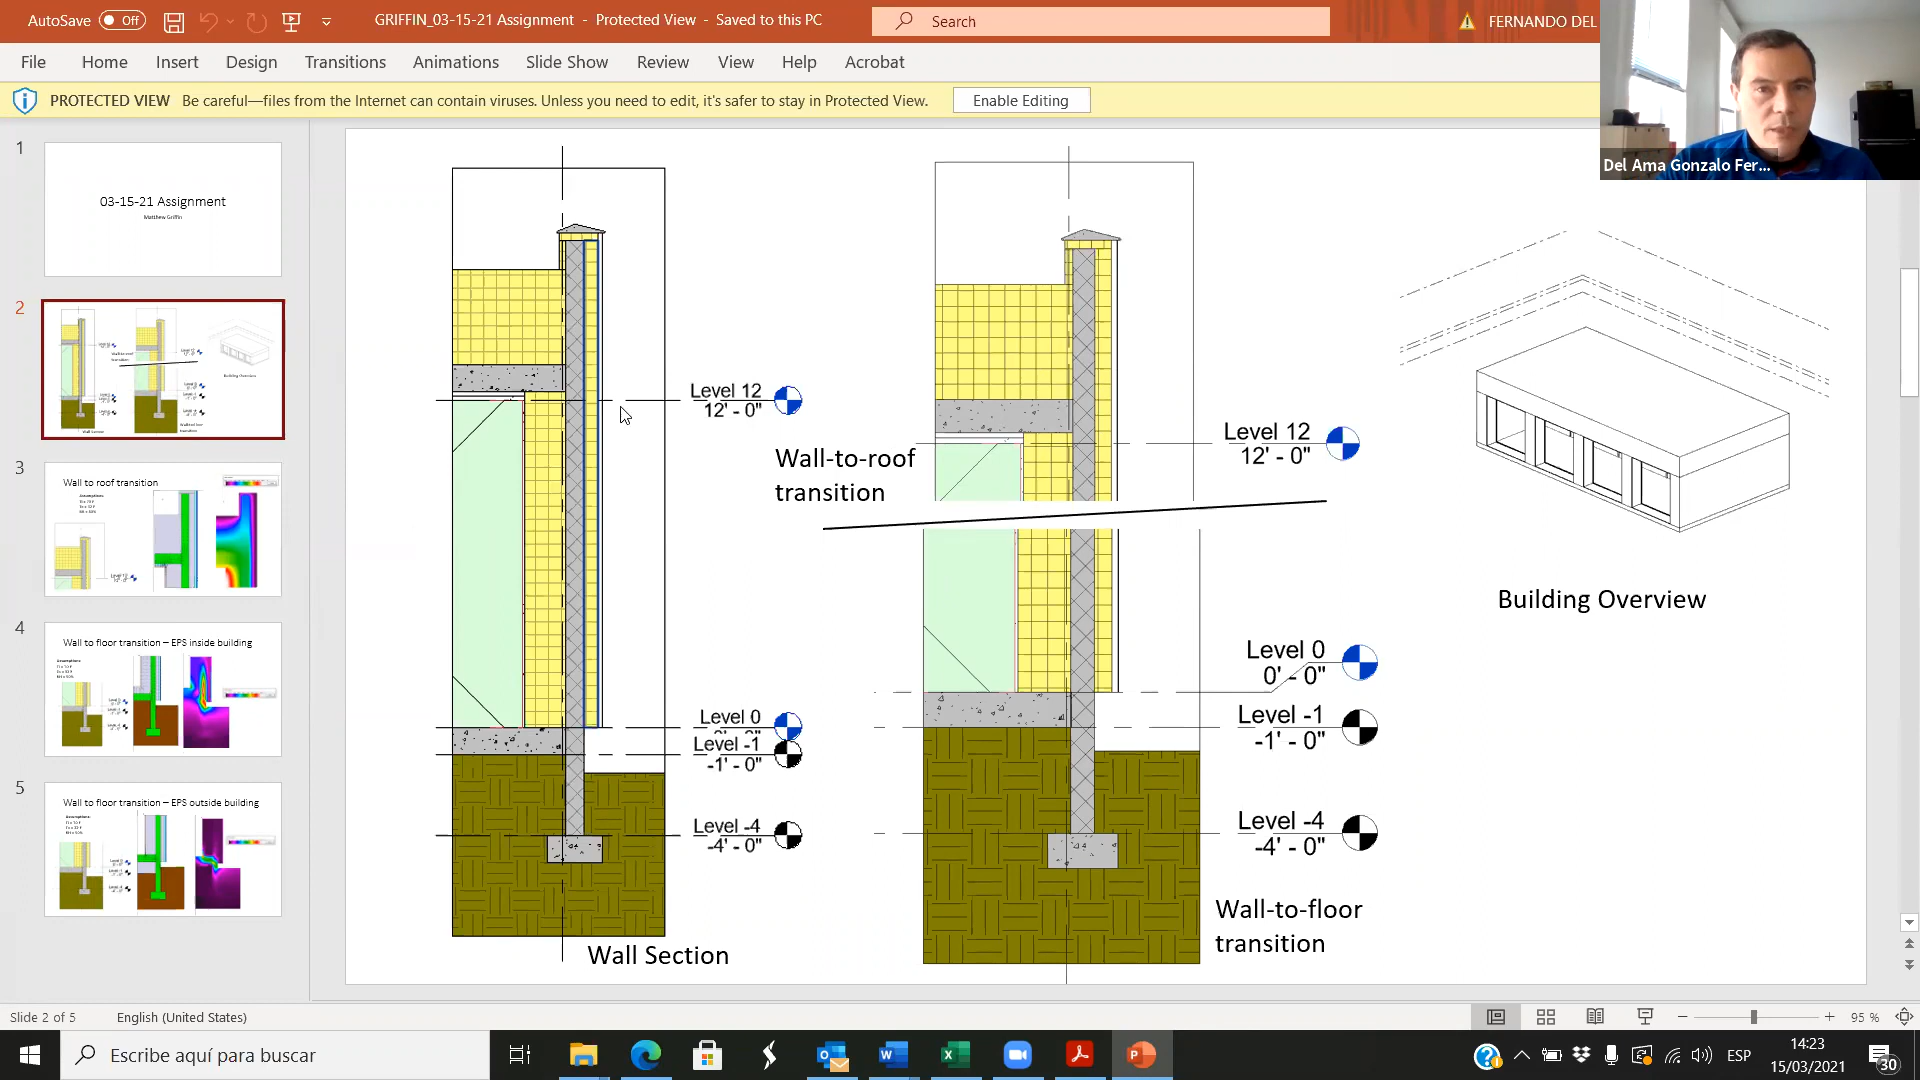 AutoSave Off
GRIFFIN_03-15-21 Assignment - Protected View - Saved to this PC
Search
FERNANDO DEL
File Home Insert Design Transitions Animations Slide Show Review View Help Acrobat
PROTECTED VIEW Be careful—files from the Internet can contain viruses. Unless you need to edit, it's safer to stay in Protected View. Enable Editing
Del Ama Gonzalo Fer...
1
03-15-21 Assignment
Matthew Griffin
2
3
Wall to roof transition
4
Wall to floor transition – EPS inside building
5
Wall to floor transition – EPS outside building
Level 12
12' - 0"
Level 0
Level -1
-1' - 0"
Level -4
-4' - 0"
Wall Section
Wall-to-roof
transition
Level 12
12' - 0"
Level 0
0' - 0"
Level -1
-1' - 0"
Level -4
-4' - 0"
Wall-to-floor
transition
Building Overview
Slide 2 of 5 English (United States)
95 %
Escribe aquí para buscar
ESP
14:23
15/03/2021
30